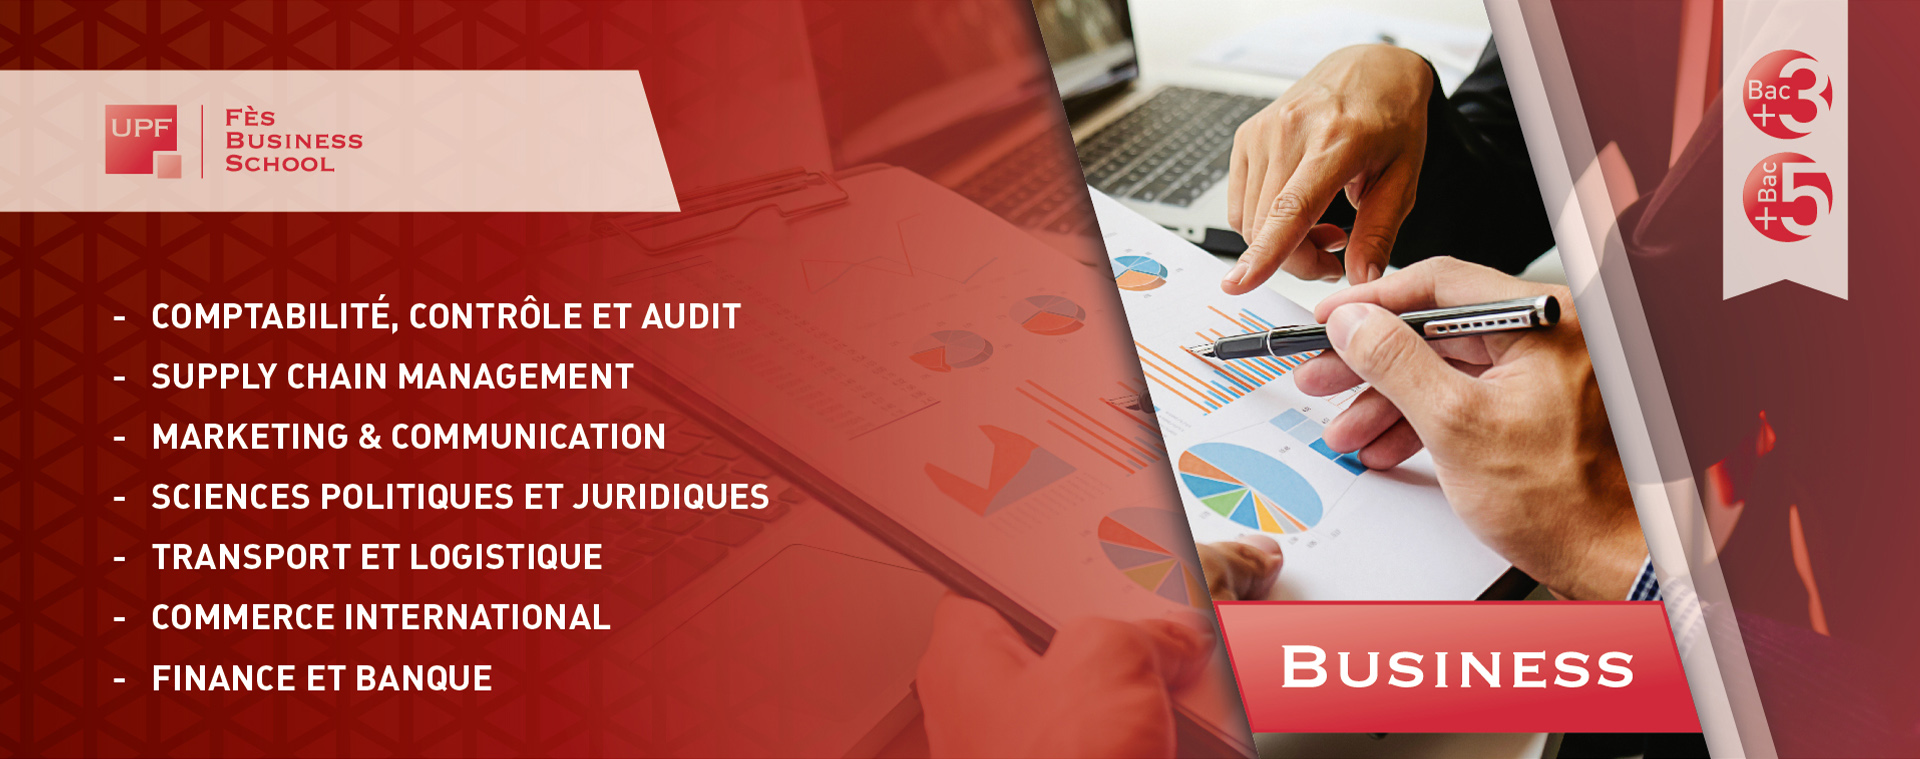 UPF
FÈS
BUSINESS
SCHOOL
Bac
+3
+Bac
5
- COMPTABILITÉ, CONTRÔLE ET AUDIT
- SUPPLY CHAIN MANAGEMENT
- MARKETING & COMMUNICATION
- SCIENCES POLITIQUES ET JURIDIQUES
- TRANSPORT ET LOGISTIQUE
- COMMERCE INTERNATIONAL
- FINANCE ET BANQUE
BUSINESS